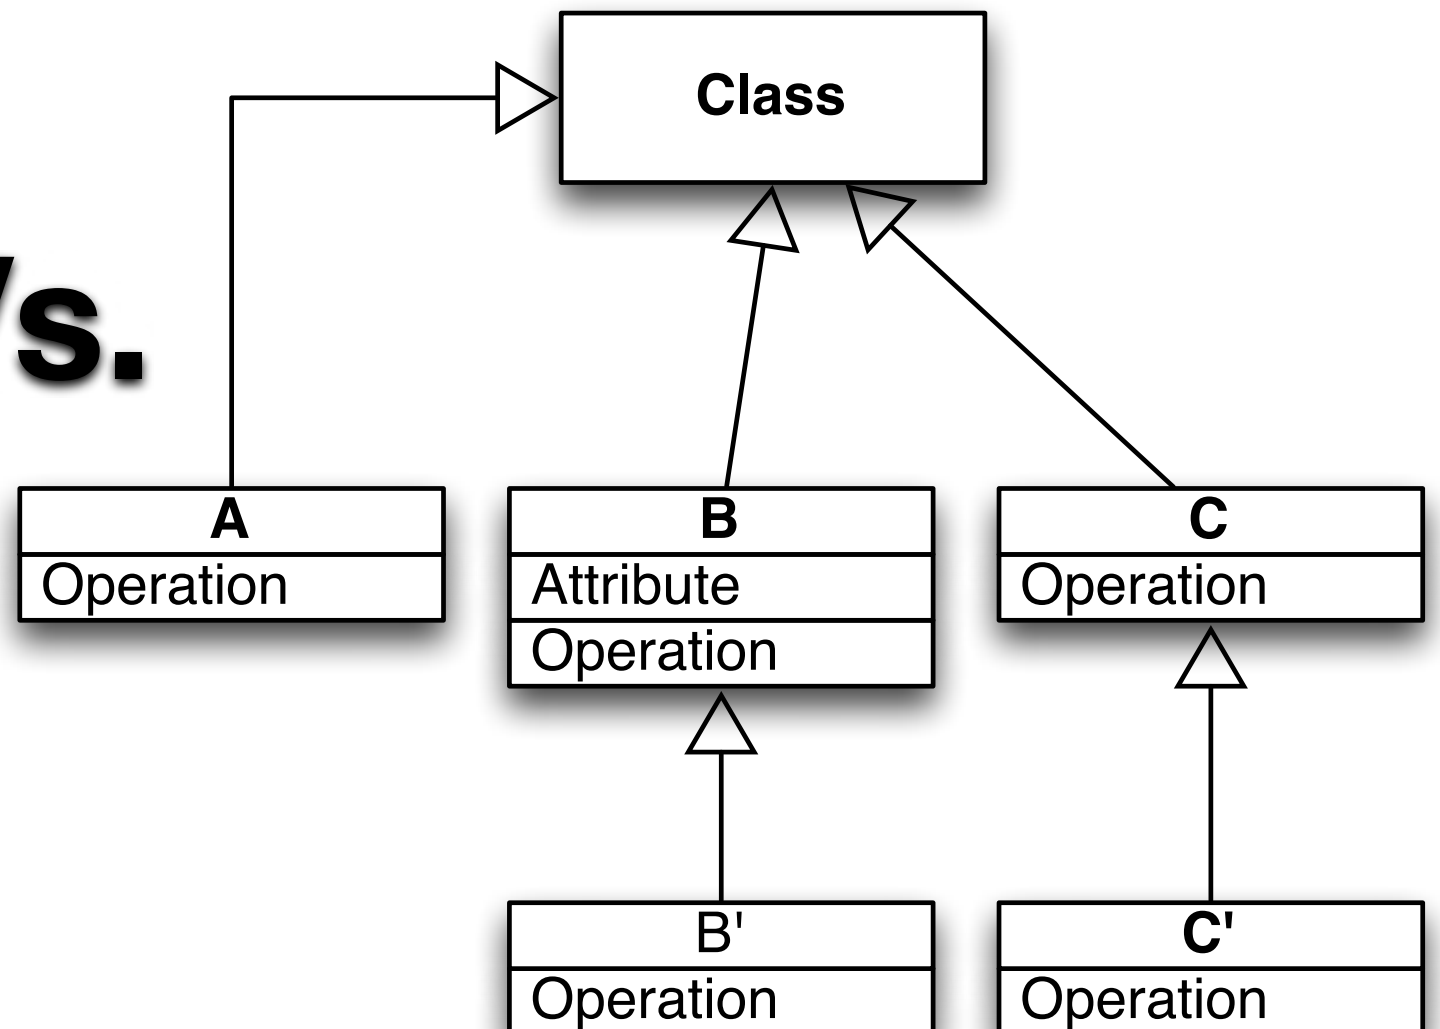 Class
s.
A
Operation
B
Attribute
Operation
C
Operation
B'
Operation
C'
Operation